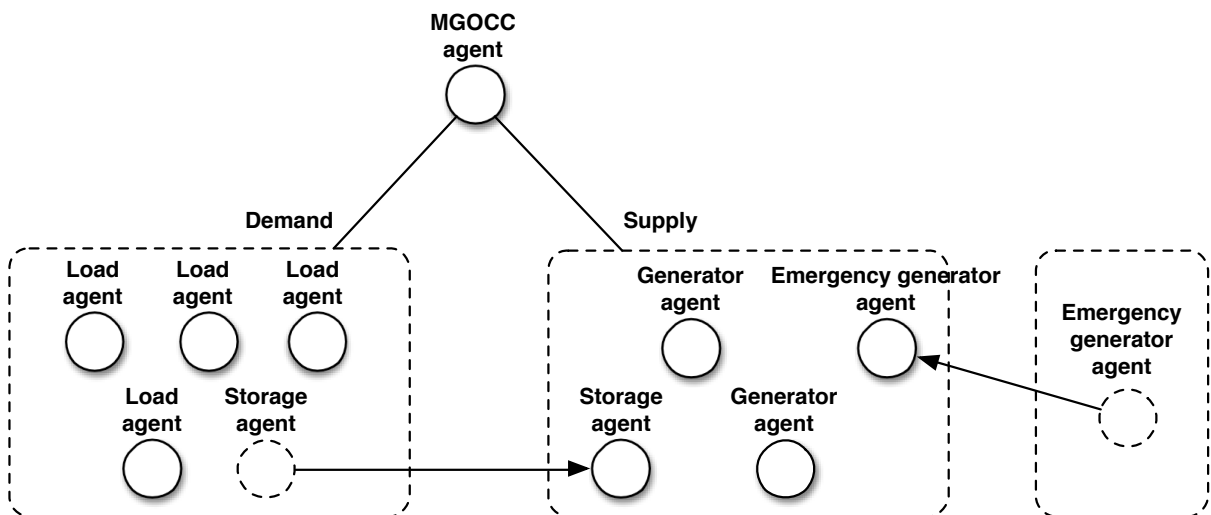 MGOCC
agent
Demand
Supply
Load
agent
Load
agent
Load
agent
Load
agent
Storage
agent
Generator
agent
Emergency generator
agent
Storage
agent
Generator
agent
Emergency
generator
agent